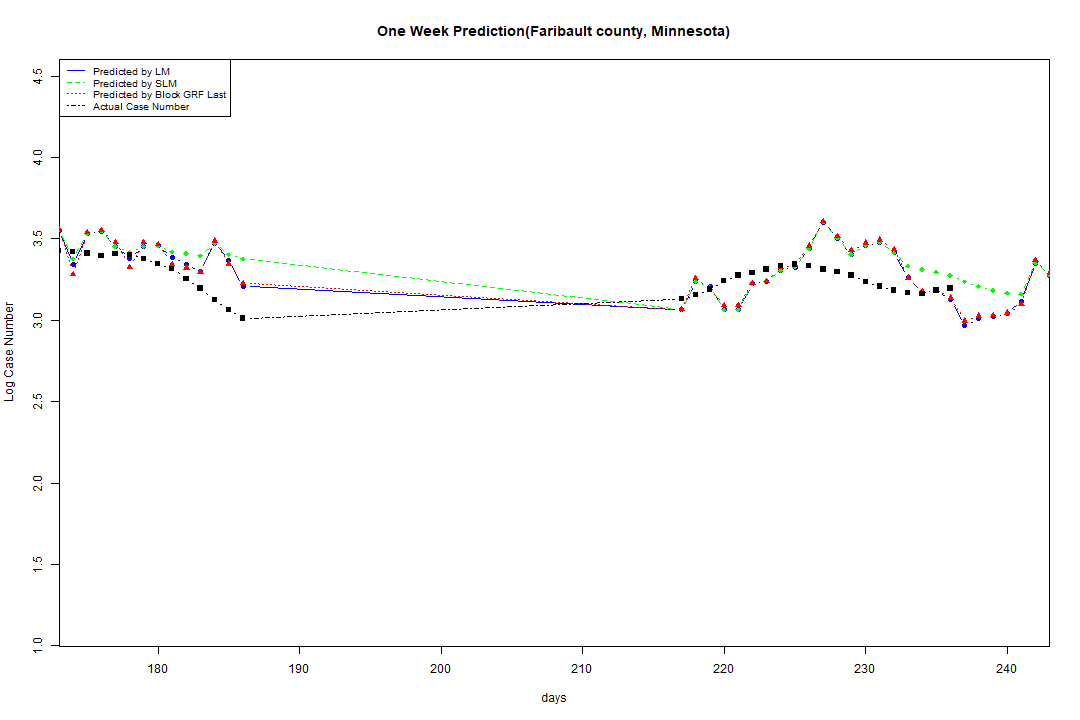 One Week Prediction(Faribault county, Minnesota)
Predicted by LM
Predicted by SLM
Predicted by Block GRF Last
Actual Case Number
4.5
4.0
3.5
3.0
2.5
2.0
1.5
1.0
Log Case Number
180 190 200 210 220 230 240
days